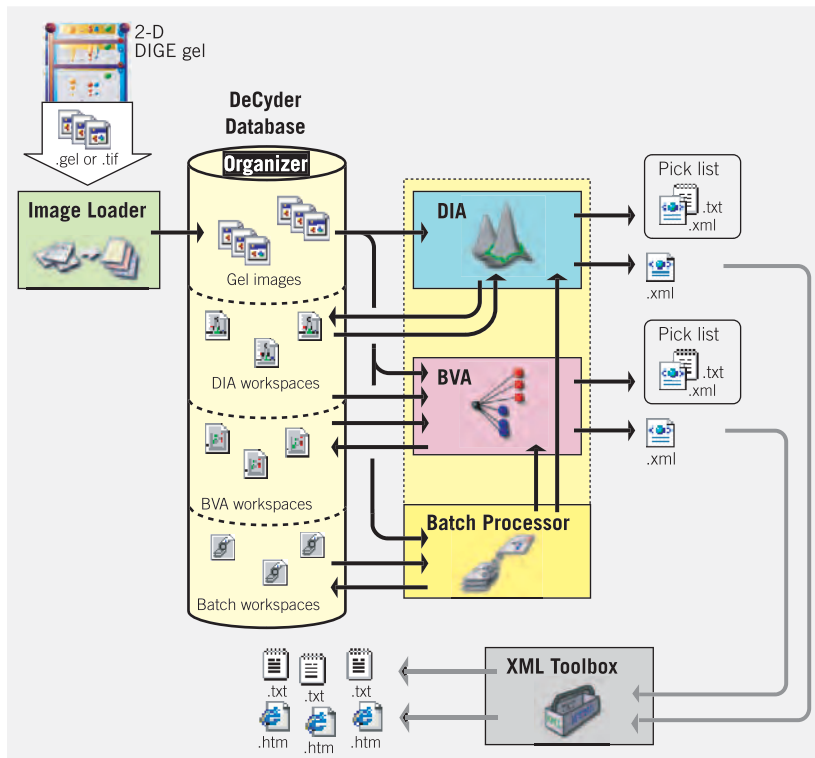 2-D
DIGE gel
.gel or .tif
Image Loader
DeCyder
Database
Organizer
Gel images
DIA workspaces
BVA workspaces
Batch workspaces
DIA
BVA
Batch Processor
Pick list
.txt
.xml
.xml
Pick list
.txt
.xml
.xml
XML Toolbox
.txt
.txt
.txt
.htm
.htm
.htm